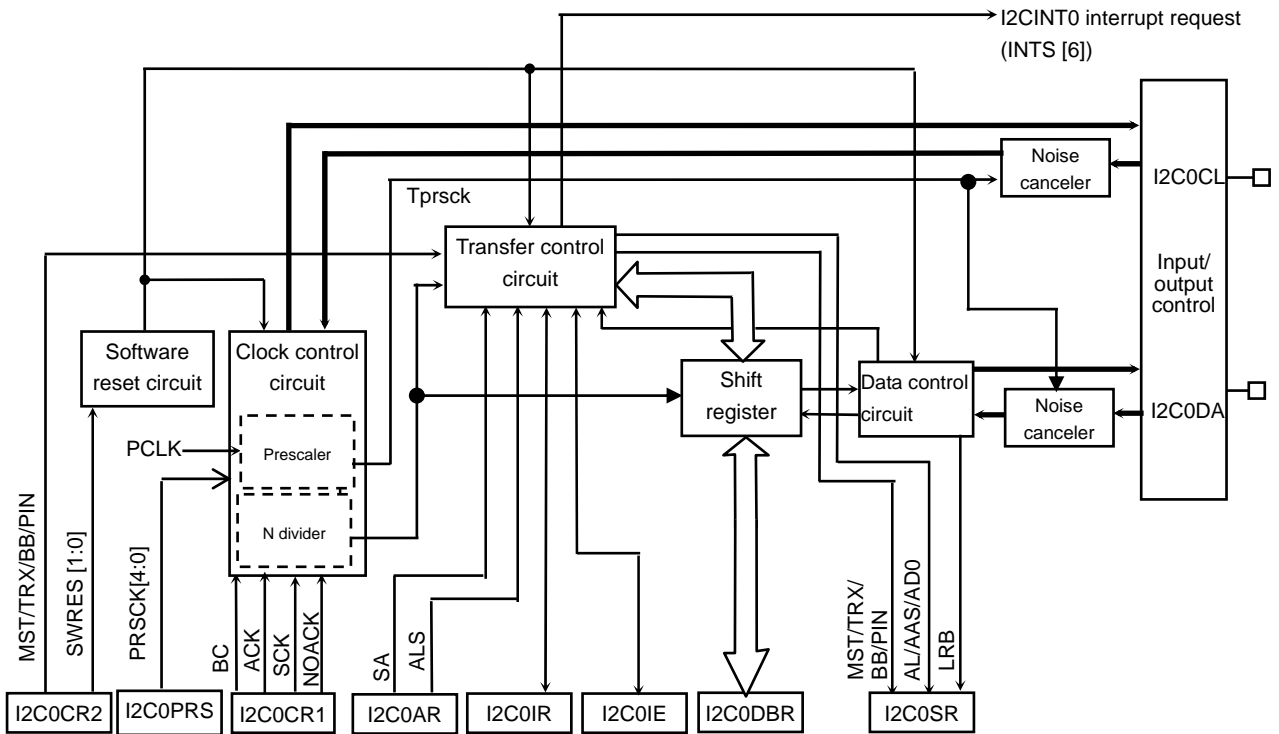 I2CINT0 interrupt request
(INTS [6])
Noise
canceler
I2C0CL
Tprsck
Transfer control
circuit
Input/
output
control
Software
reset circuit
Clock control
circuit
Shift
register
Data control
circuit
Noise
canceler
I2C0DA
PCLK
Prescaler
N divider
MST/TRX/BB/PIN
SWRES [1:0]
PRSCK[4:0]
BC
ACK
SCK
NOACK
SA
ALS
MST/TRX/
BB/PIN
AL/AAS/AD0
LRB
I2C0CR2
I2C0PRS
I2C0CR1
I2C0AR
I2C0IR
I2C0IE
I2C0DBR
I2C0SR